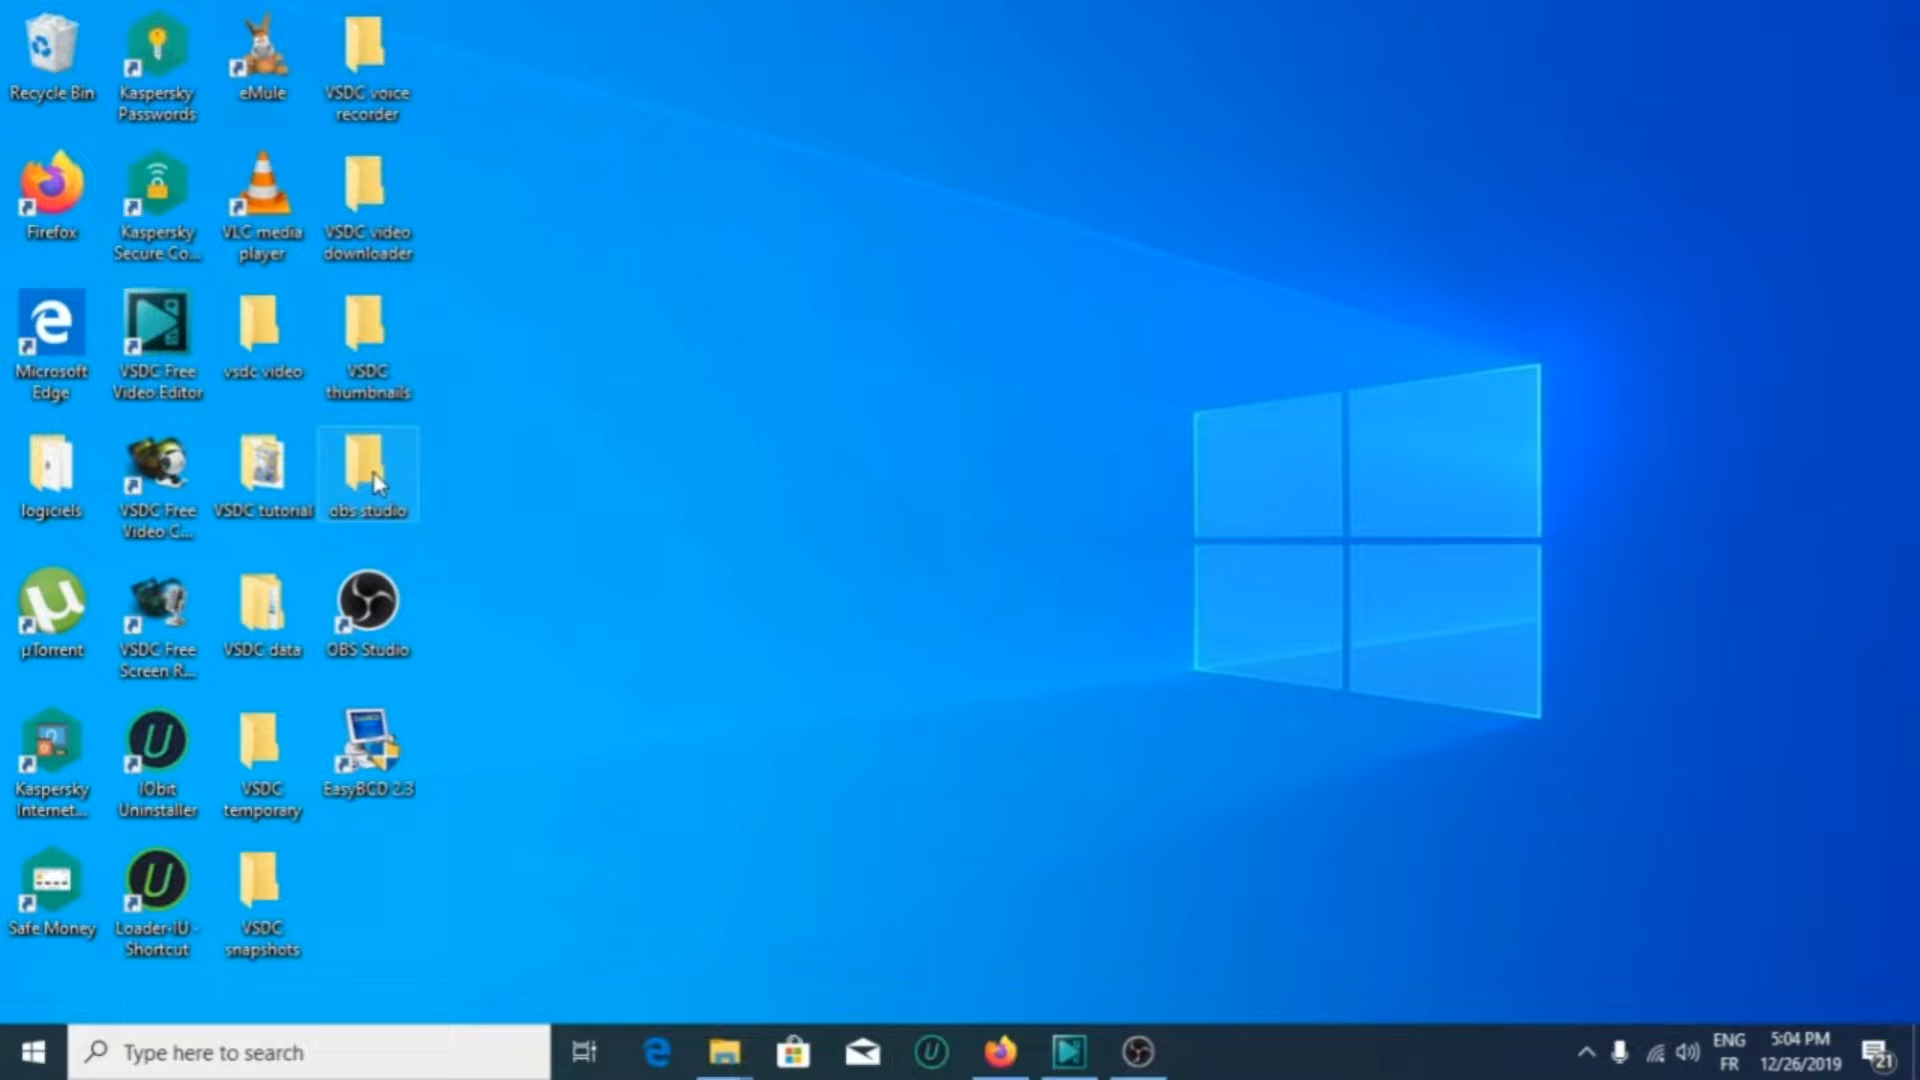 Recycle Bin
Kaspersky
Passwords
eMule
VSDC voice
recorder
Firefox
Kaspersky
Secure Co...
VLC media
player
VSDC video
downloader
Microsoft
Edge
VSDC Free
Video Editor
vsdc video
VSDC
thumbnails
logiciels
VSDC Free
Video C...
VSDC tutorial
obs studio
µTorrent
VSDC Free
Screen R...
VSDC data
OBS Studio
Kaspersky
Internet...
IObit
Uninstaller
VSDC
temporary
EasyBCD 2.3
Safe Money
Loader-IU -
Shortcut
VSDC
snapshots
Type here to search
ENG
FR
5:04 PM
12/26/2019
21